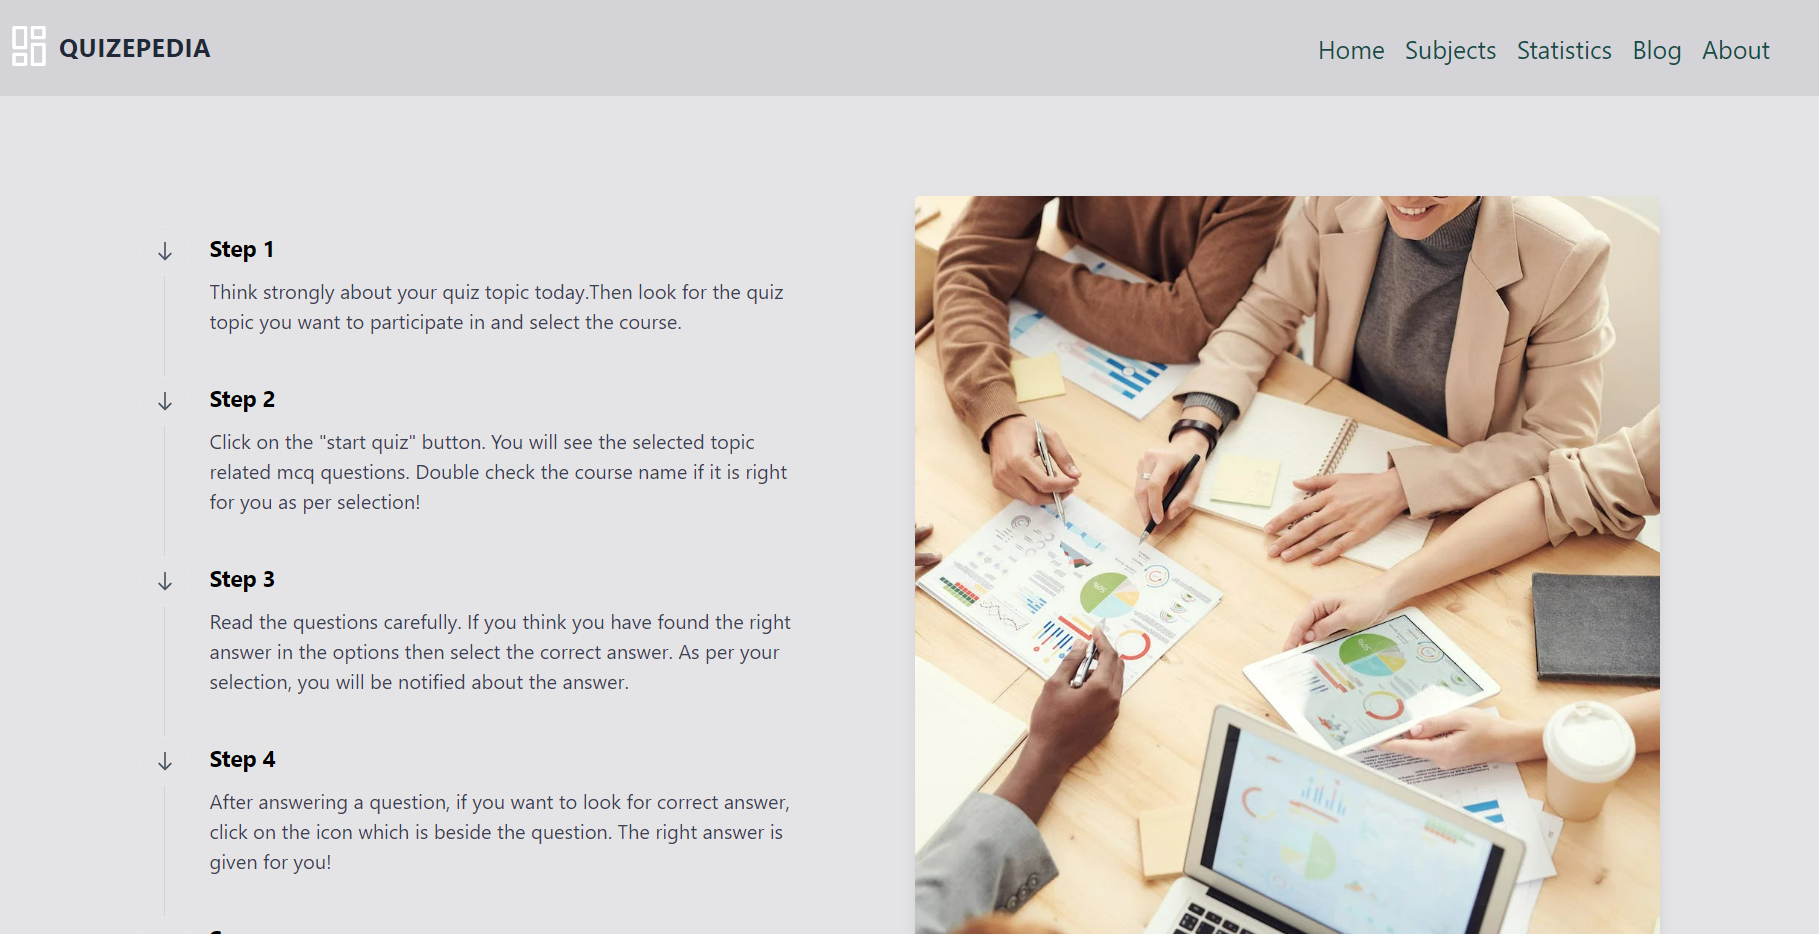 QUIZEPEDIA
Home Subjects Statistics Blog About
Step 1
Think strongly about your quiz topic today.Then look for the quiz
topic you want to participate in and select the course.
Step 2
Click on the "start quiz" button. You will see the selected topic
related mcq questions. Double check the course name if it is right
for you as per selection!
Step 3
Read the questions carefully. If you think you have found the right
answer in the options then select the correct answer. As per your
selection, you will be notified about the answer.
Step 4
After answering a question, if you want to look for correct answer,
click on the icon which is beside the question. The right answer is
given for you!